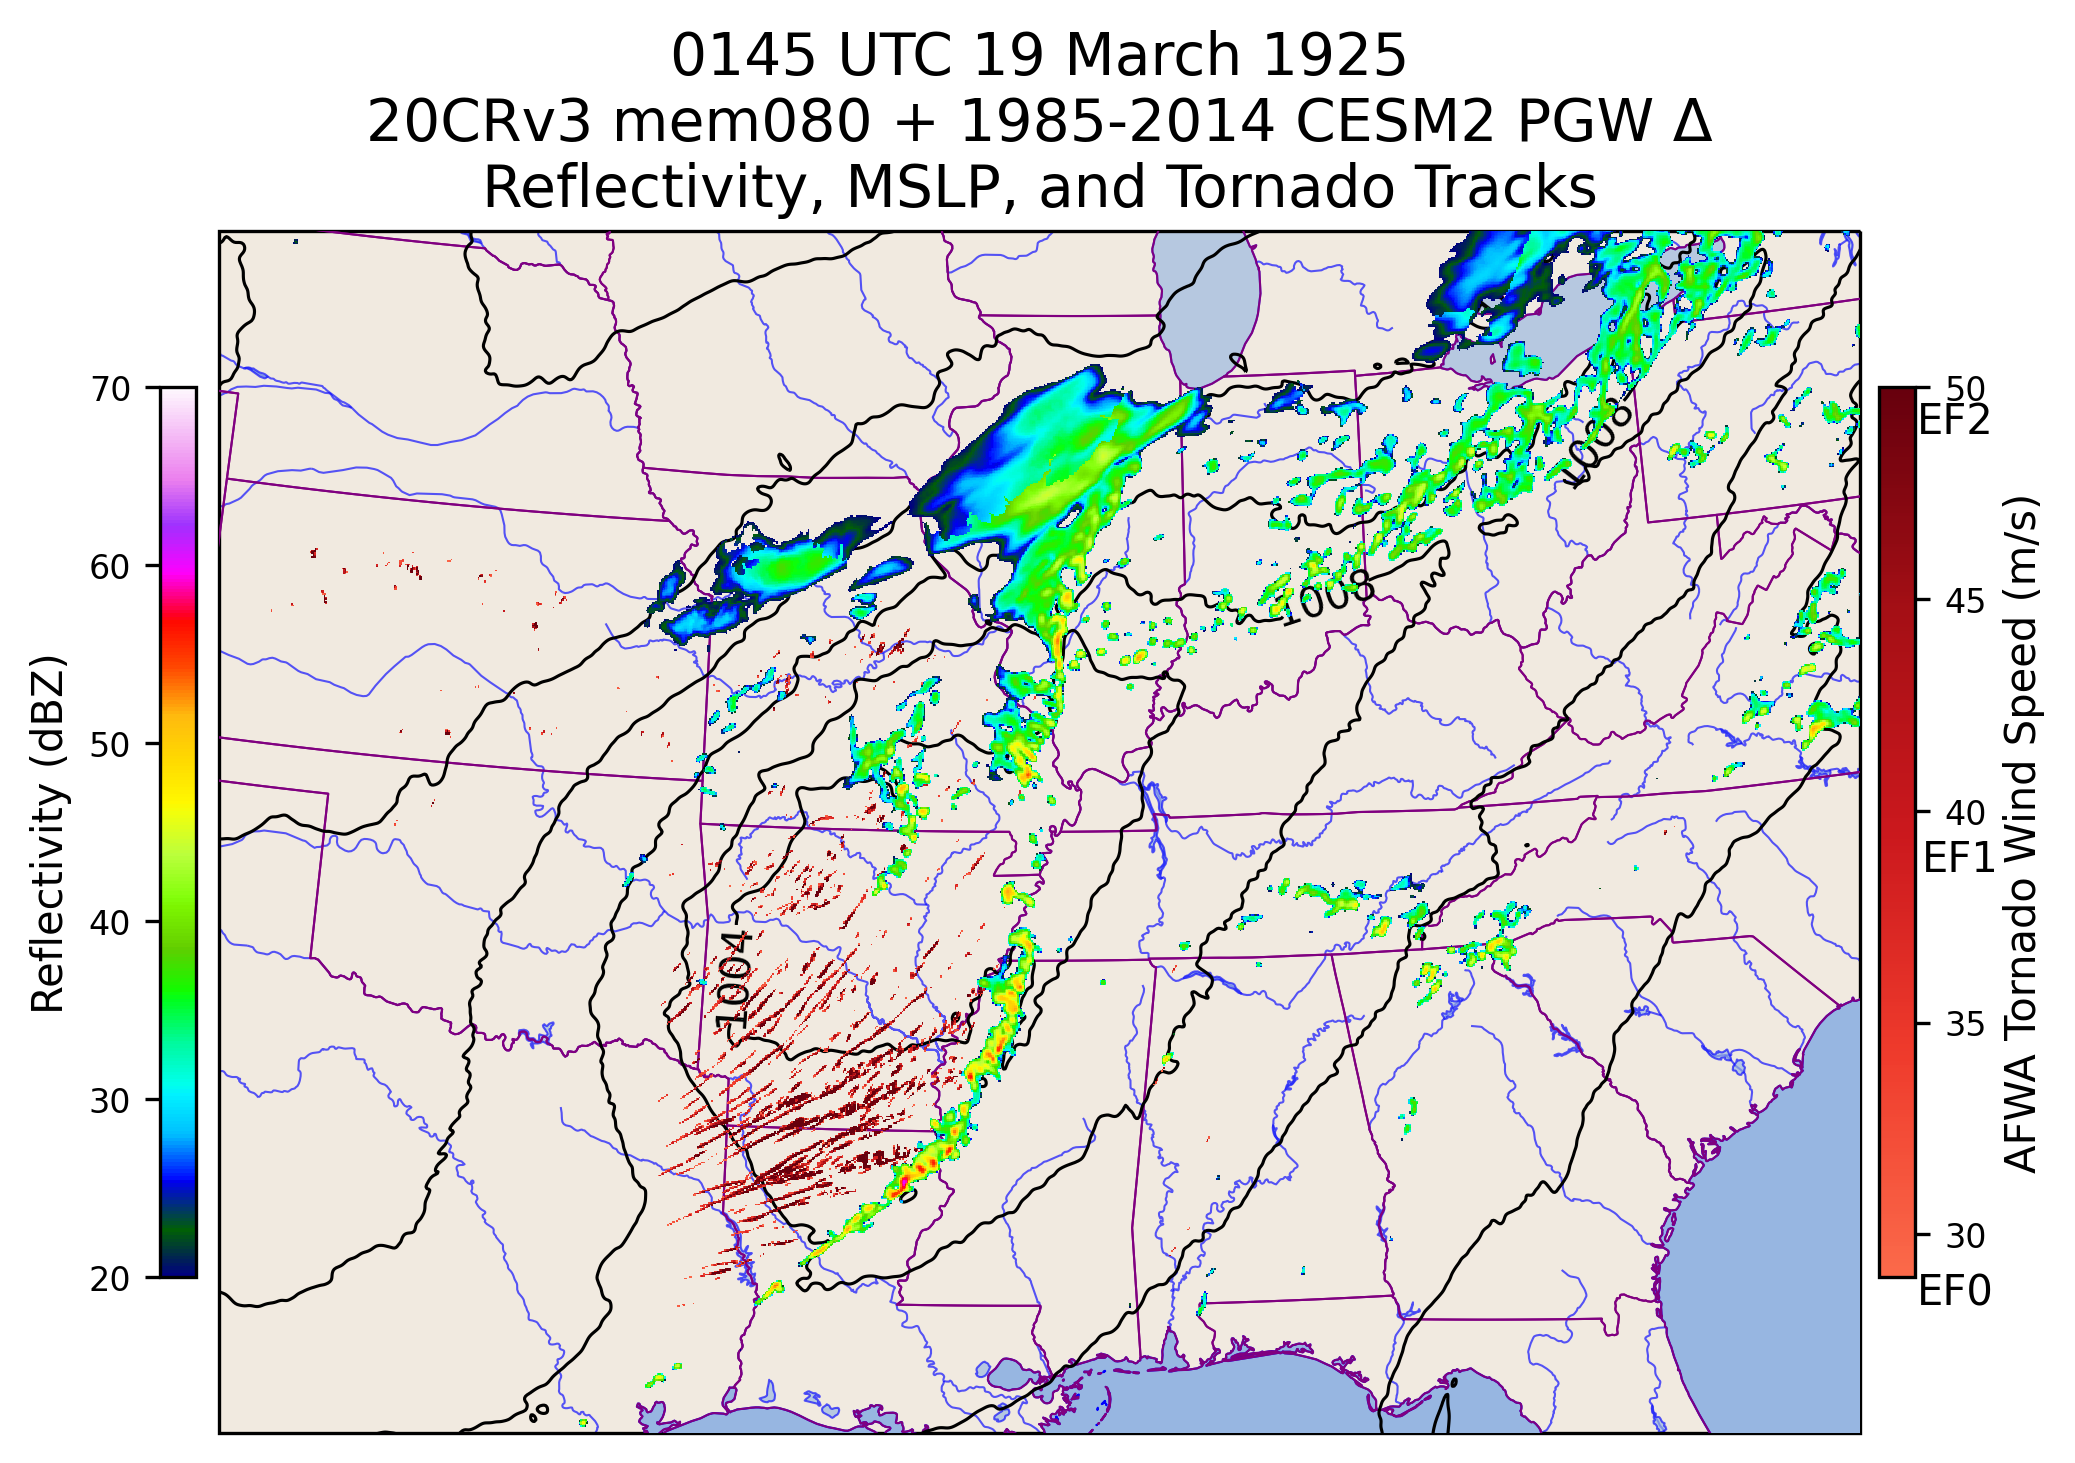 0145 UTC 19 March 1925
20CRv3 mem080 + 1985-2014 CESM2 PGW Δ
Reflectivity, MSLP, and Tornado Tracks
Reflectivity (dBZ)
70
60
50
40
30
20
1008
1008
1004
50
EF2
45
40
EF1
35
30
EF0
AFWA Tornado Wind Speed (m/s)